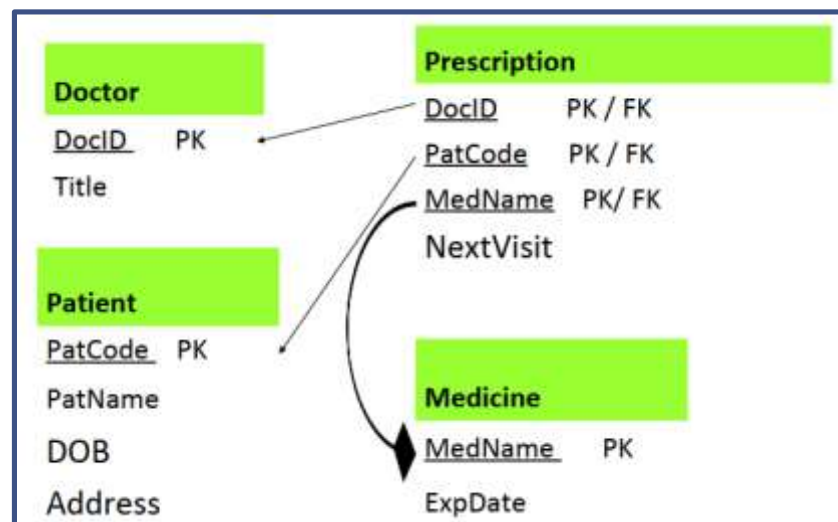 Doctor
DocID PK
Title
Patient
PatCode PK
PatName
DOB
Address
Prescription
DocID PK / FK
PatCode PK / FK
MedName PK/ FK
NextVisit
Medicine
MedName PK
ExpDate